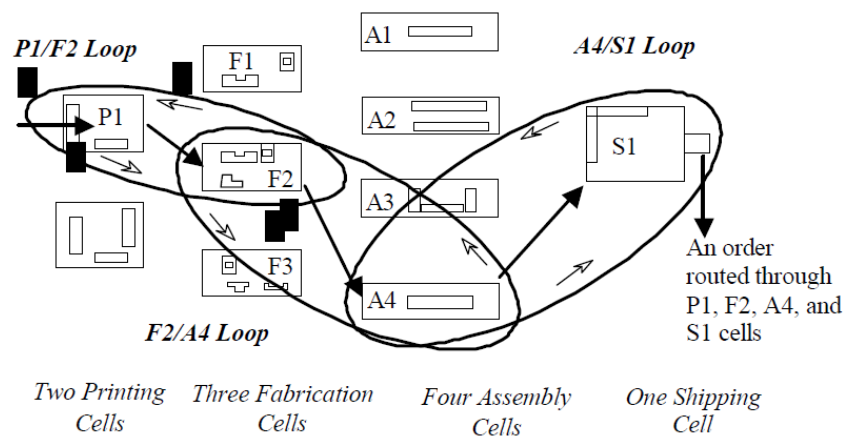 P1/F2 Loop
A4/S1 Loop
F1
A1
P1
A2
S1
F2
A3
F3
A4
An order
routed through
P1, F2, A4, and
S1 cells
F2/A4 Loop
Two Printing
Cells
Three Fabrication
Cells
Four Assembly
Cells
One Shipping
Cell